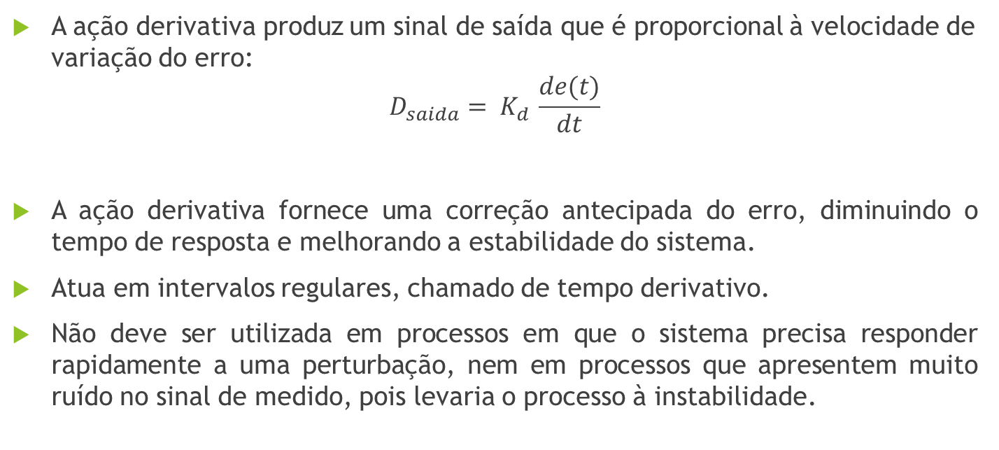 A ação derivativa produz um sinal de saída que é proporcional à velocidade de
variação do erro:
D_saida = K_d de(t)/dt
A ação derivativa fornece uma correção antecipada do erro, diminuindo o
tempo de resposta e melhorando a estabilidade do sistema.
Atua em intervalos regulares, chamado de tempo derivativo.
Não deve ser utilizada em processos em que o sistema precisa responder
rapidamente a uma perturbação, nem em processos que apresentem muito
ruído no sinal de medido, pois levaria o processo à instabilidade.